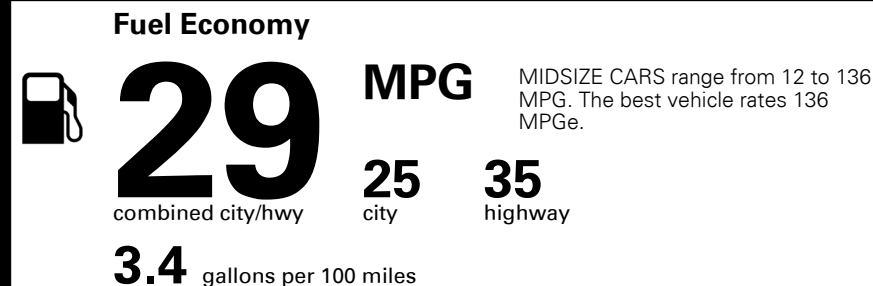 Fuel Economy
29 MPG
MIDSIZE CARS range from 12 to 136
MPG. The best vehicle rates 136
MPGe.
25 35
combined city/hwy city highway
3.4 gallons per 100 miles